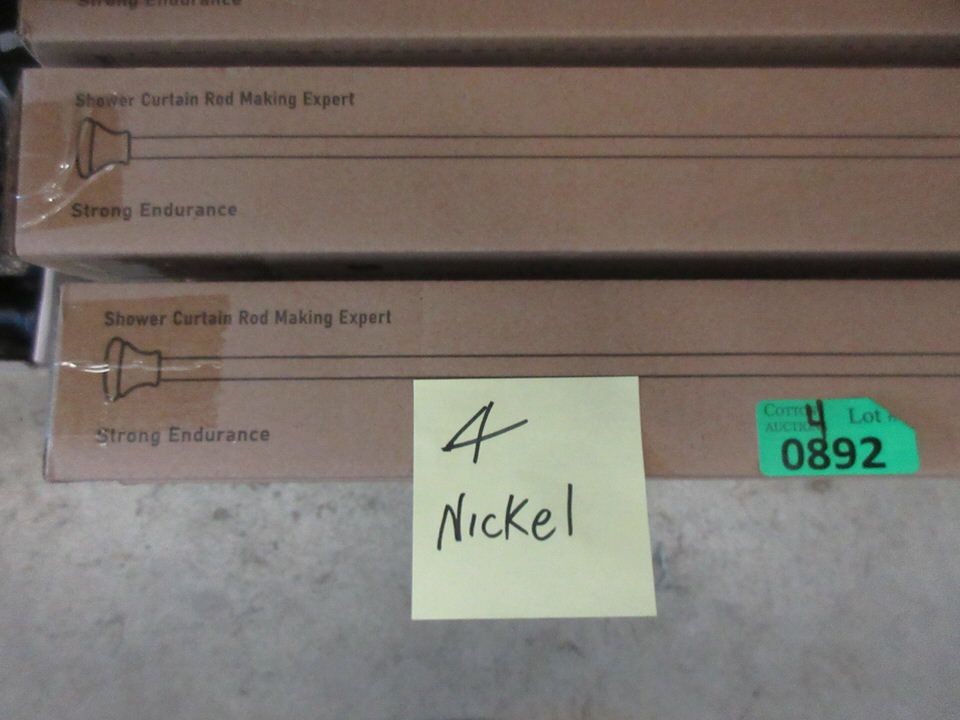 Strong Endurance
Shower Curtain Rod Making Expert
Strong Endurance
Shower Curtain Rod Making Expert
Strong Endurance
4
Nickel
4
Lot
AUCTION
0892